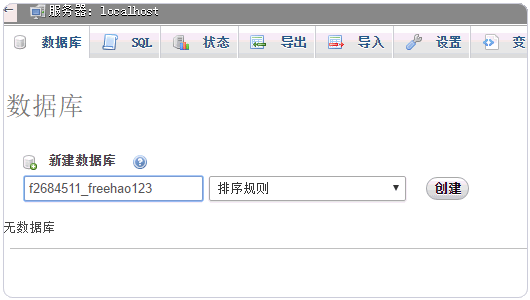 服务器: localhost
数据库 SQL 状态 导出 导入 设置 变
数据库
新建数据库
f2684511_freehao123 排序规则 创建
无数据库